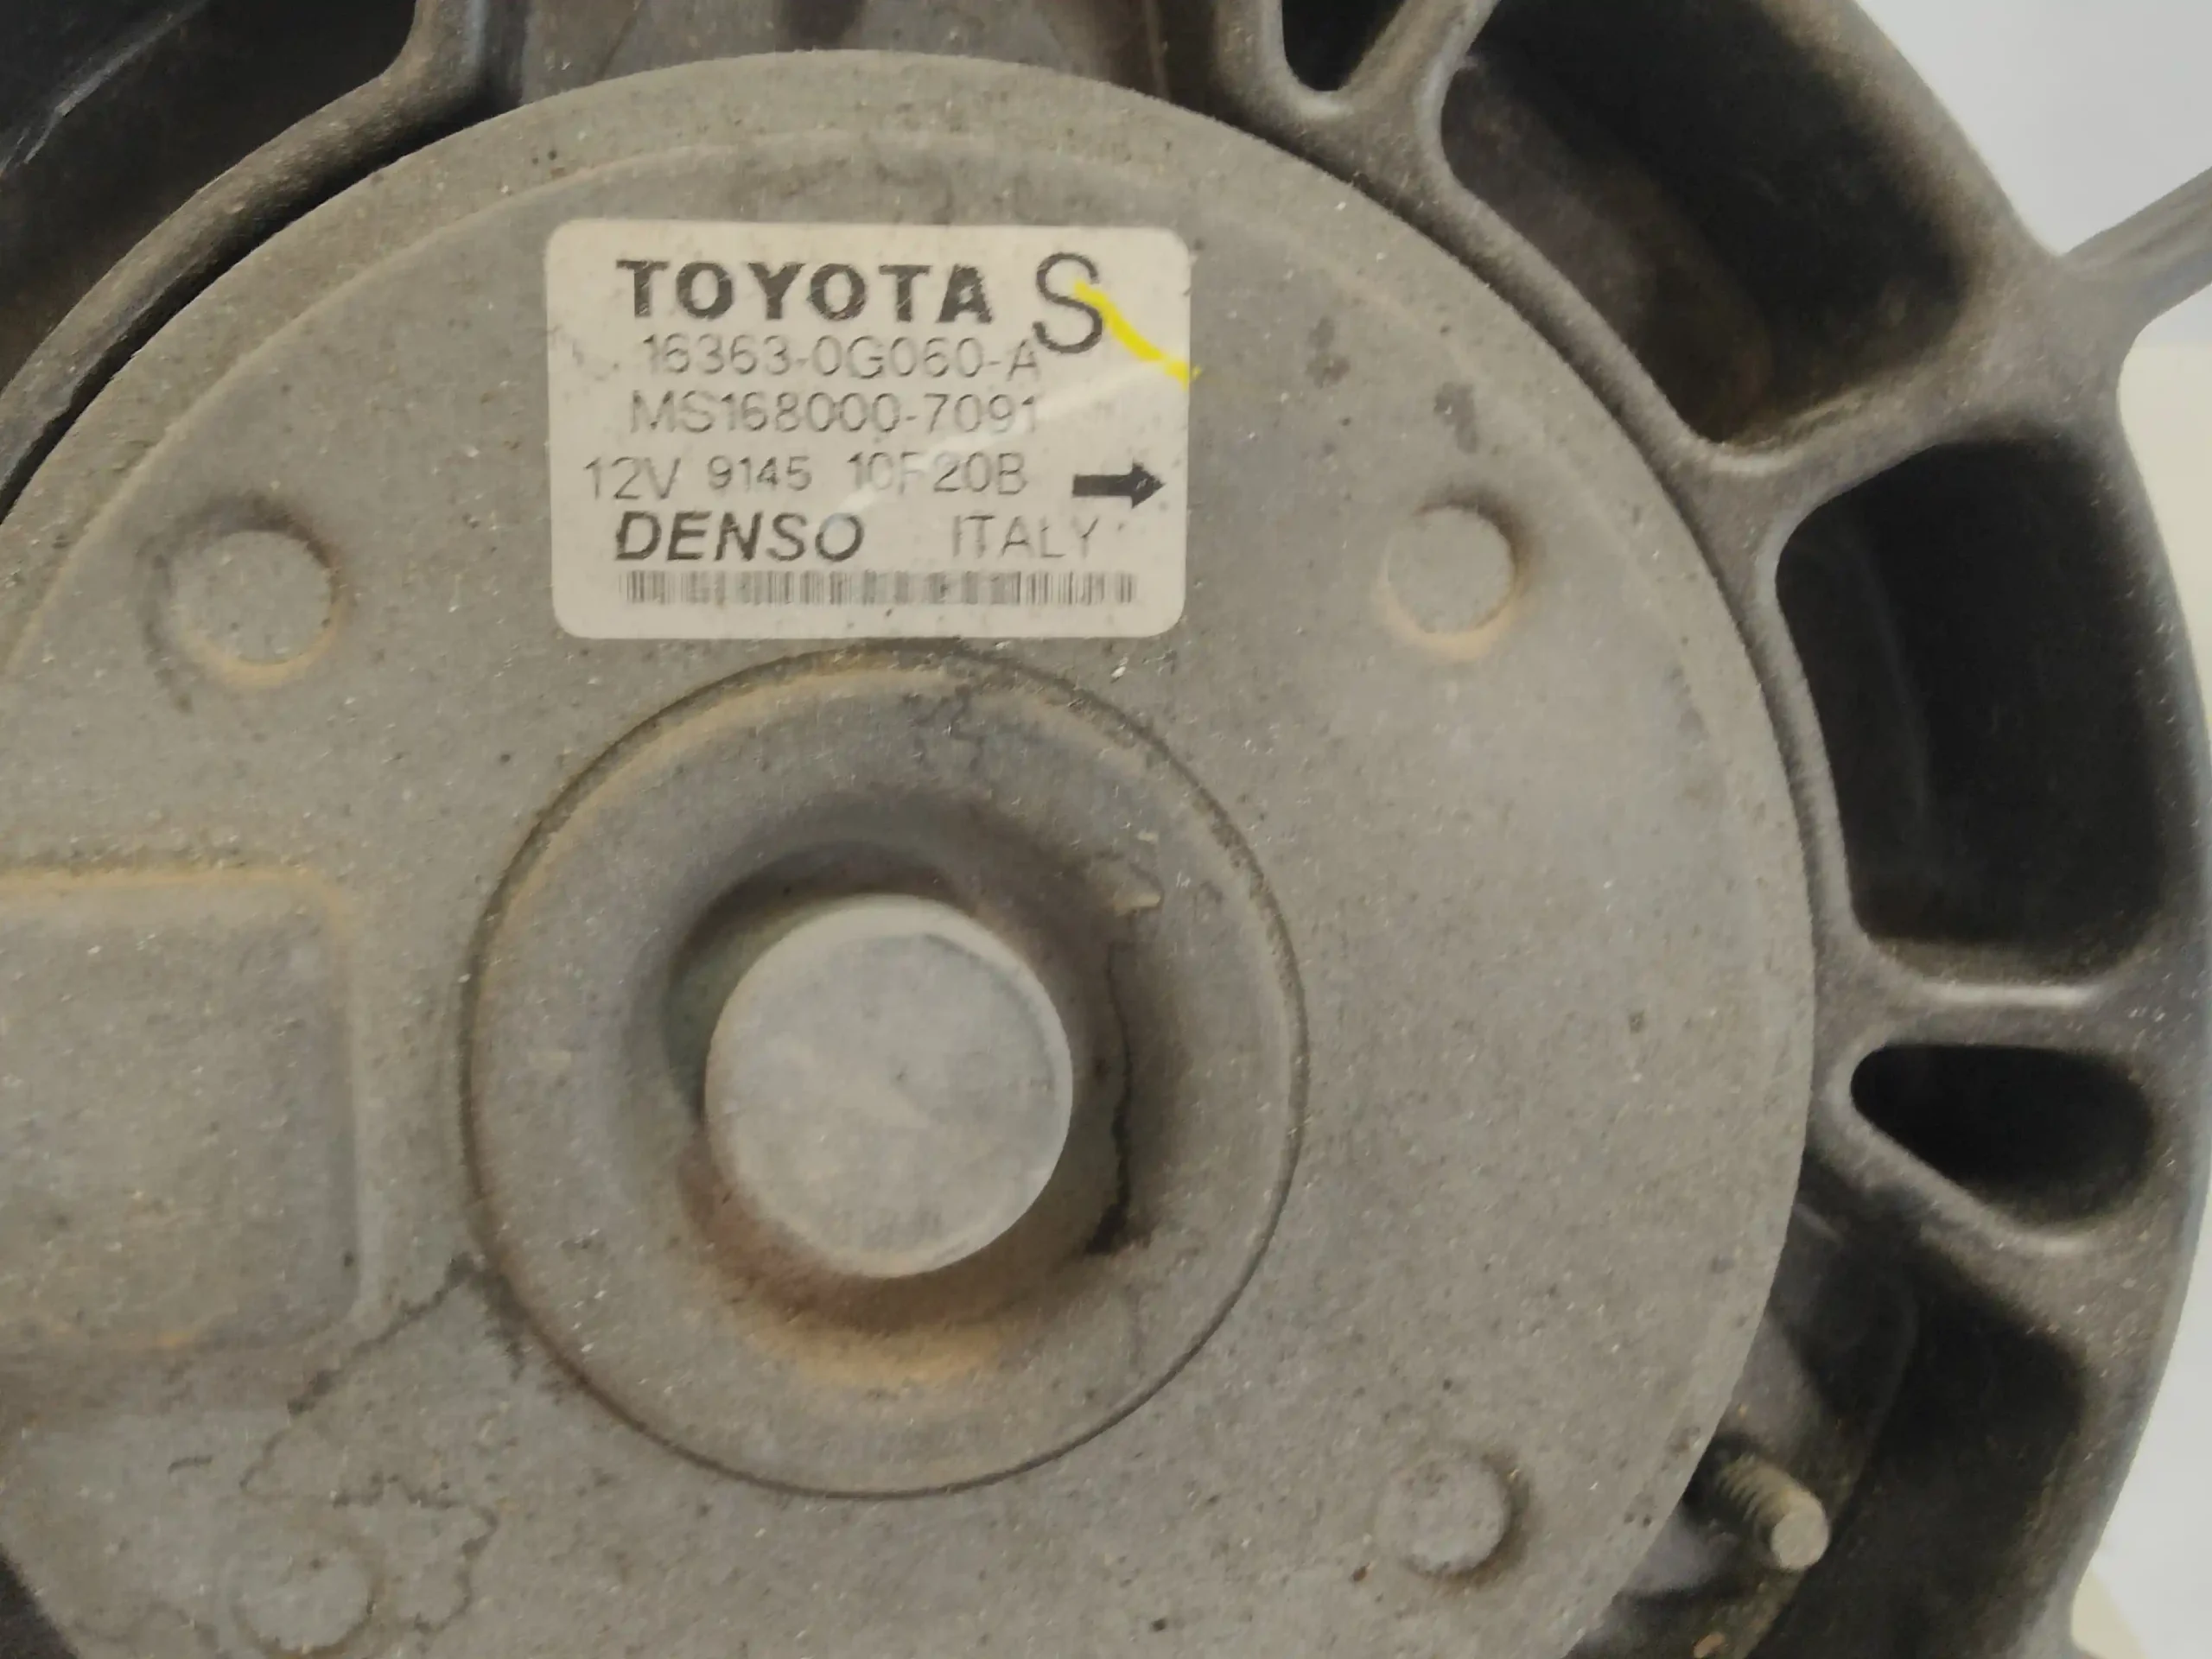 TOYOTA S
16363-0G060-A
MS168000-7091
12V 9145 10F20B
DENSO ITALY